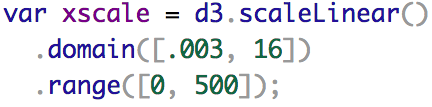 var xscale = d3.scaleLinear()
.domain([.003, 16])
.range([0, 500]);